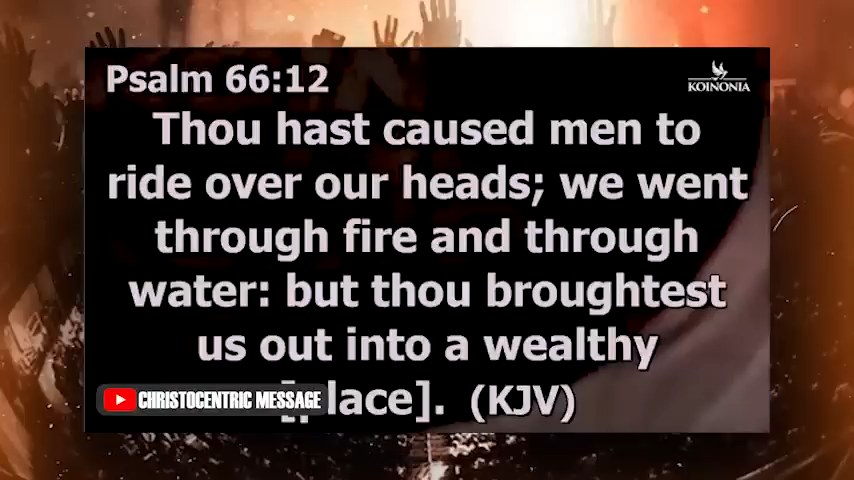 Psalm 66:12
KOINONIA
Thou hast caused men to
ride over our heads; we went
through fire and through
water: but thou broughtest
us out into a wealthy
[place]. (KJV)
CHRISTOCENTRIC MESSAGE